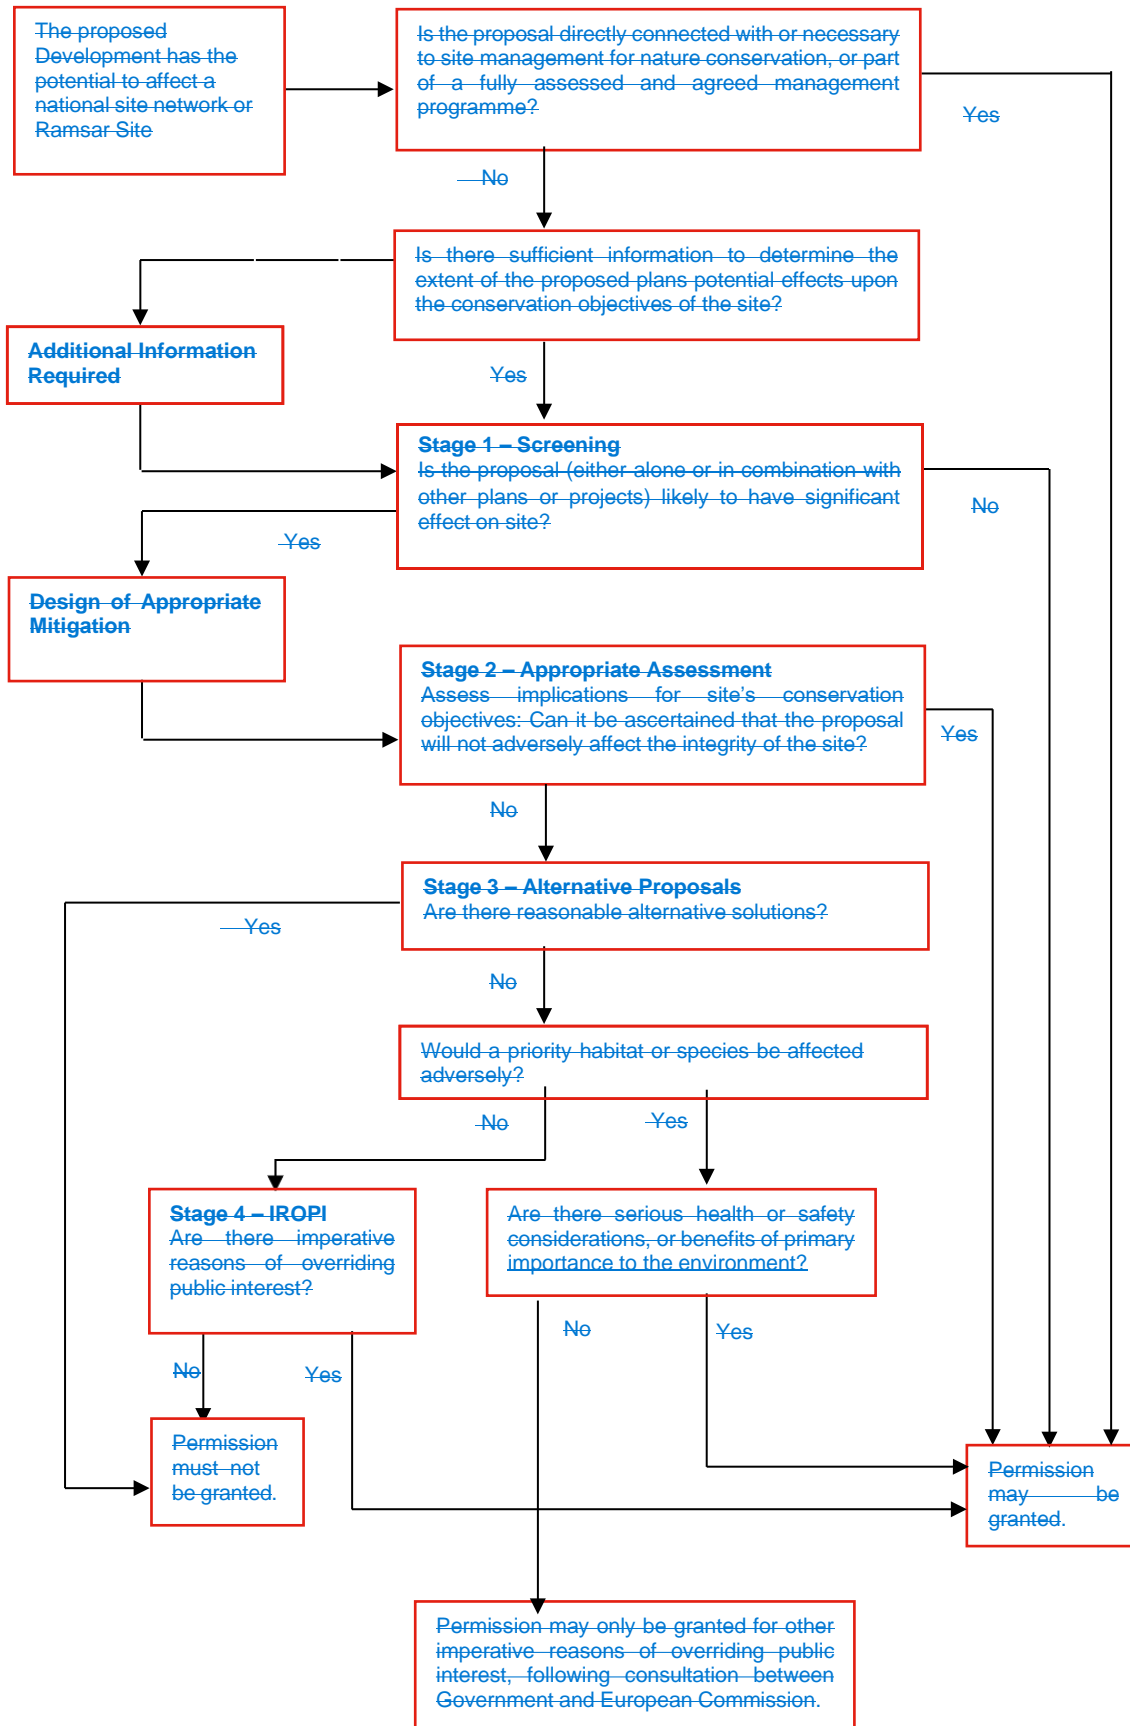 The proposed
Development has the
potential to affect a
national site network or
Ramsar Site
Is the proposal directly connected with or necessary
to site management for nature conservation, or part
of a fully assessed and agreed management
programme?
Yes
No
Is there sufficient information to determine the
extent of the proposed plans potential effects upon
the conservation objectives of the site?
Additional Information
Required
Yes
Stage 1 – Screening
Is the proposal (either alone or in combination with
other plans or projects) likely to have significant
effect on site?
No
Yes
Design of Appropriate
Mitigation
Stage 2 – Appropriate Assessment
Assess implications for site's conservation
objectives: Can it be ascertained that the proposal
will not adversely affect the integrity of the site?
Yes
No
Stage 3 – Alternative Proposals
Are there reasonable alternative solutions?
Yes
No
Would a priority habitat or species be affected
adversely?
No
Yes
Stage 4 – IROPI
Are there imperative
reasons of overriding
public interest?
Are there serious health or safety
considerations, or benefits of primary
importance to the environment?
No
Yes
No
Yes
Permission
must not
be granted.
Permission
may be
granted.
Permission may only be granted for other
imperative reasons of overriding public
interest, following consultation between
Government and European Commission.